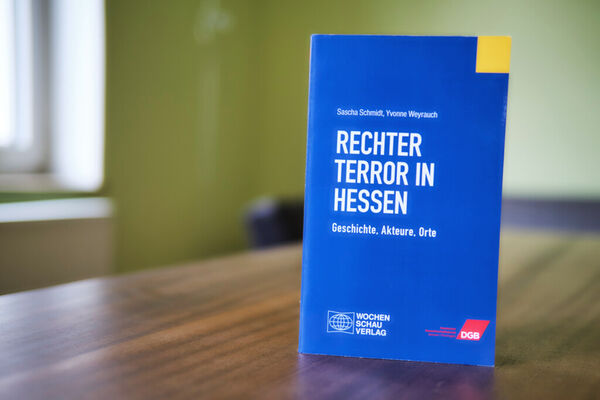 Sascha Schmidt, Yvonne Weyrauch
RECHTER
TERROR IN
HESSEN
Geschichte, Akteure, Orte
WOCHEN
SCHAU
VERLAG
DGB